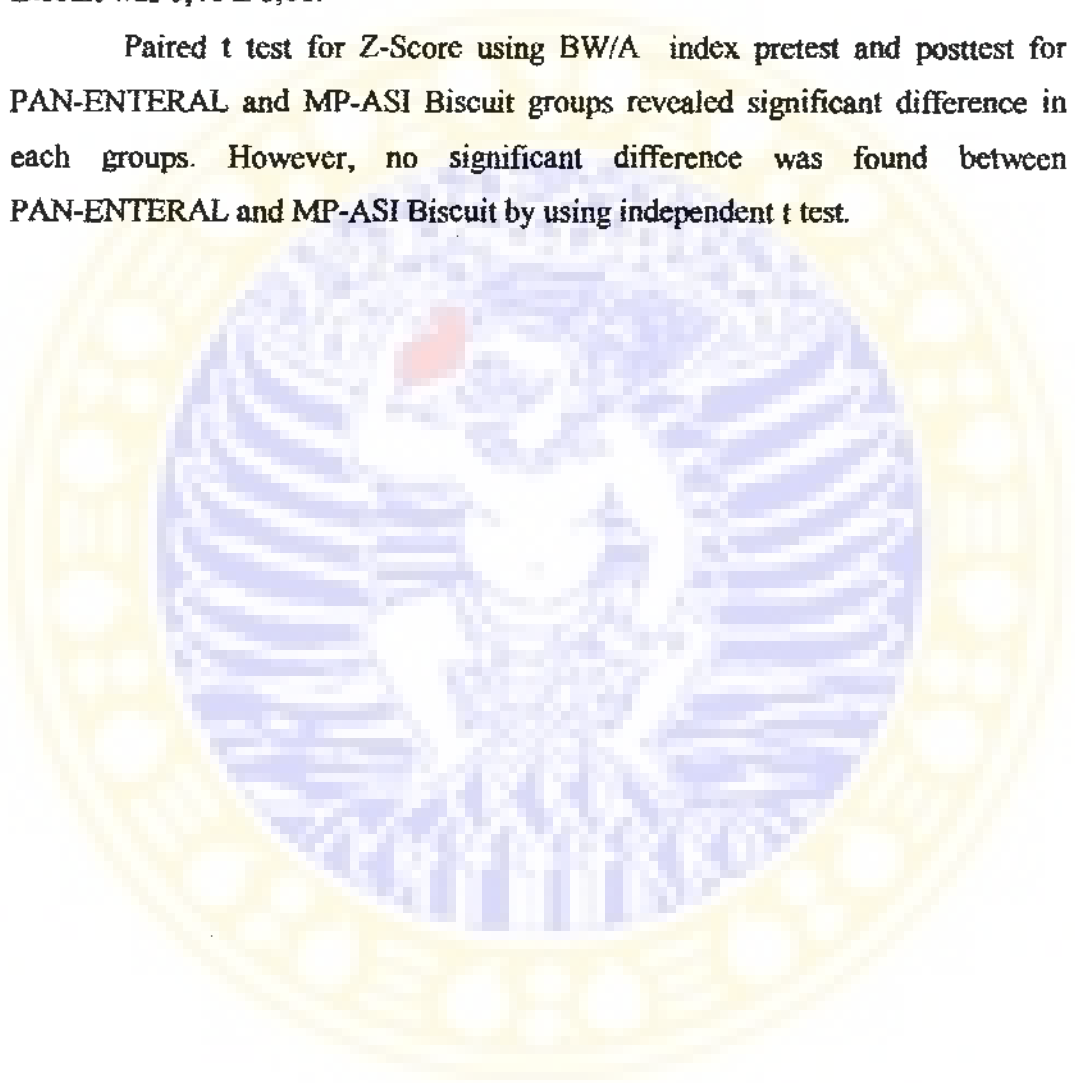 Paired t test for Z-Score using BW/A index pretest and posttest for
PAN-ENTERAL and MP-ASI Biscuit groups revealed significant difference in
each groups. However, no significant difference was found between
PAN-ENTERAL and MP-ASI Biscuit by using independent t test.